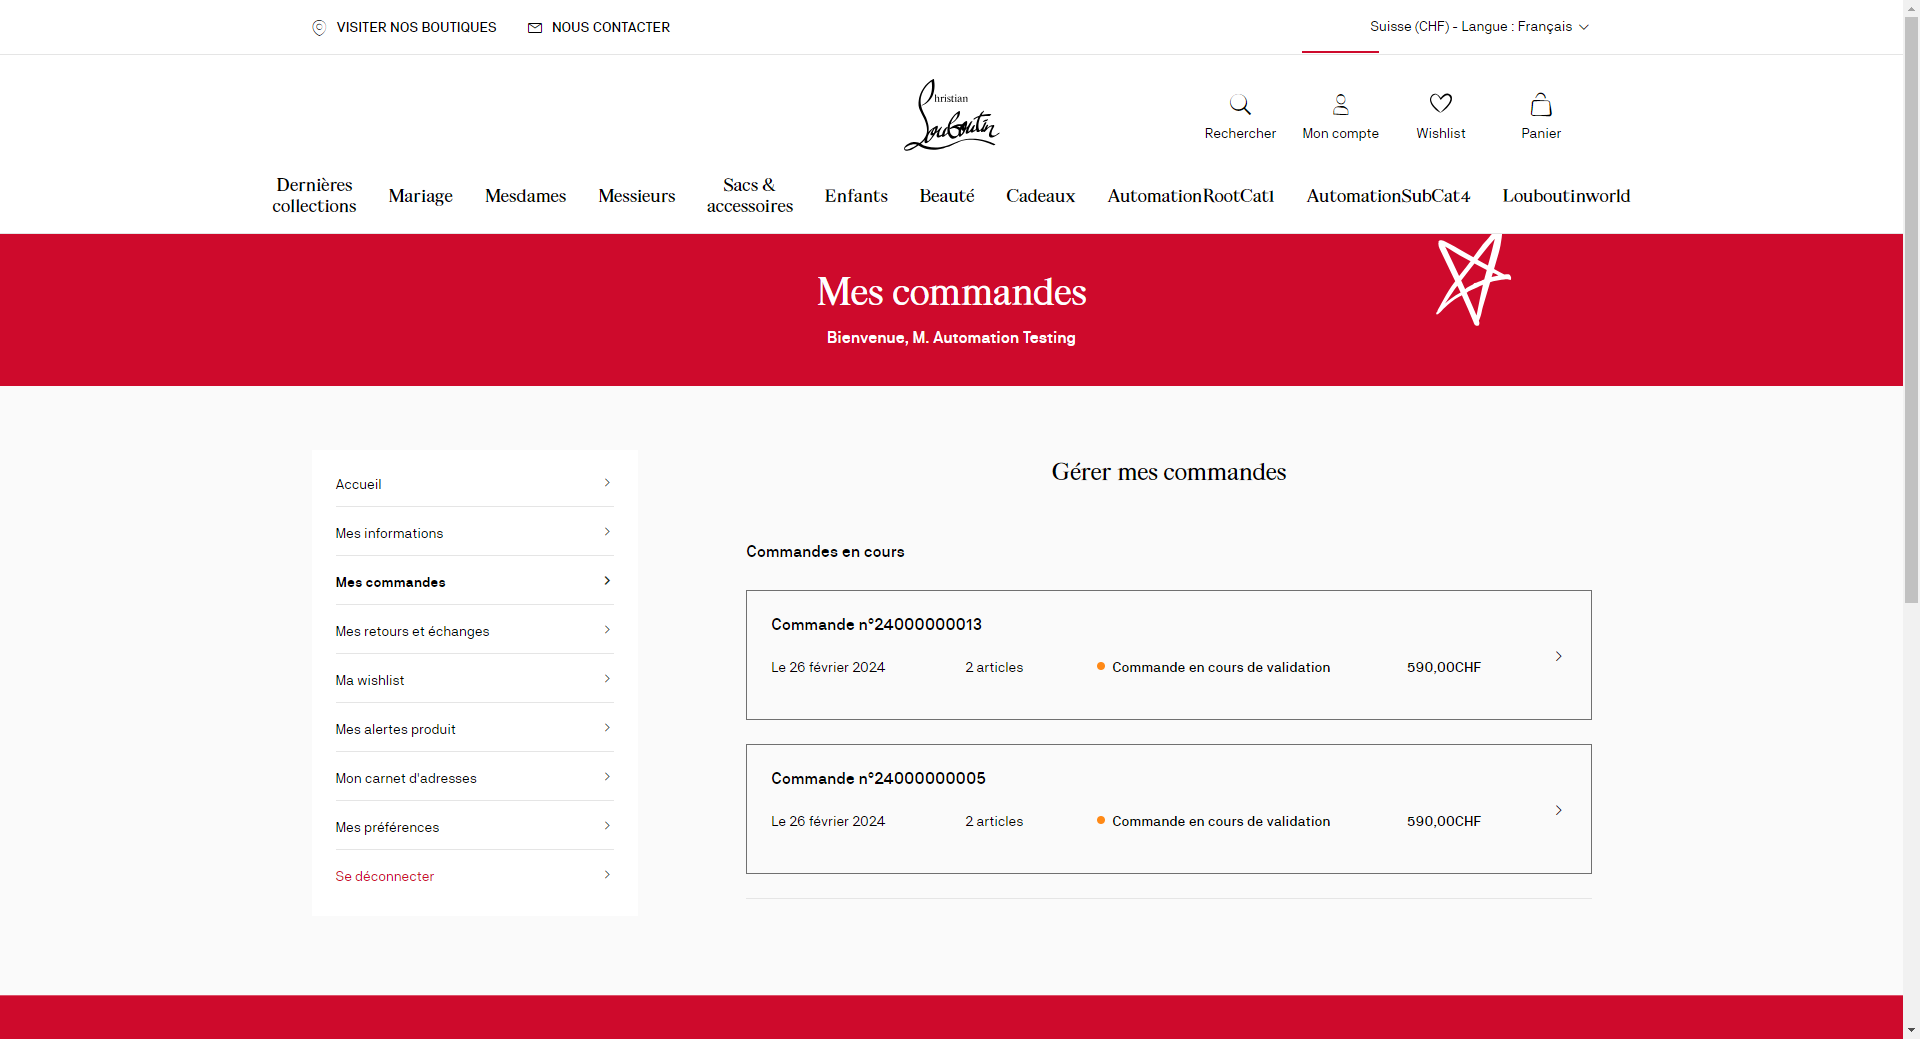 VISITER NOS BOUTIQUES
NOUS CONTACTER
Suisse (CHF) - Langue : Français
Christian
Louboutin
Rechercher
Mon compte
Wishlist
Panier
Dernières
collections
Mariage
Mesdames
Messieurs
Sacs &
accessoires
Enfants
Beauté
Cadeaux
AutomationRootCat1
AutomationSubCat4
Louboutinworld
Mes commandes
Bienvenue, M. Automation Testing
Accueil
Mes informations
Mes commandes
Mes retours et échanges
Ma wishlist
Mes alertes produit
Mon carnet d'adresses
Mes préférences
Se déconnecter
Gérer mes commandes
Commandes en cours
Commande n°24000000013
Le 26 février 2024 2 articles Commande en cours de validation 590,00CHF
Commande n°24000000005
Le 26 février 2024 2 articles Commande en cours de validation 590,00CHF